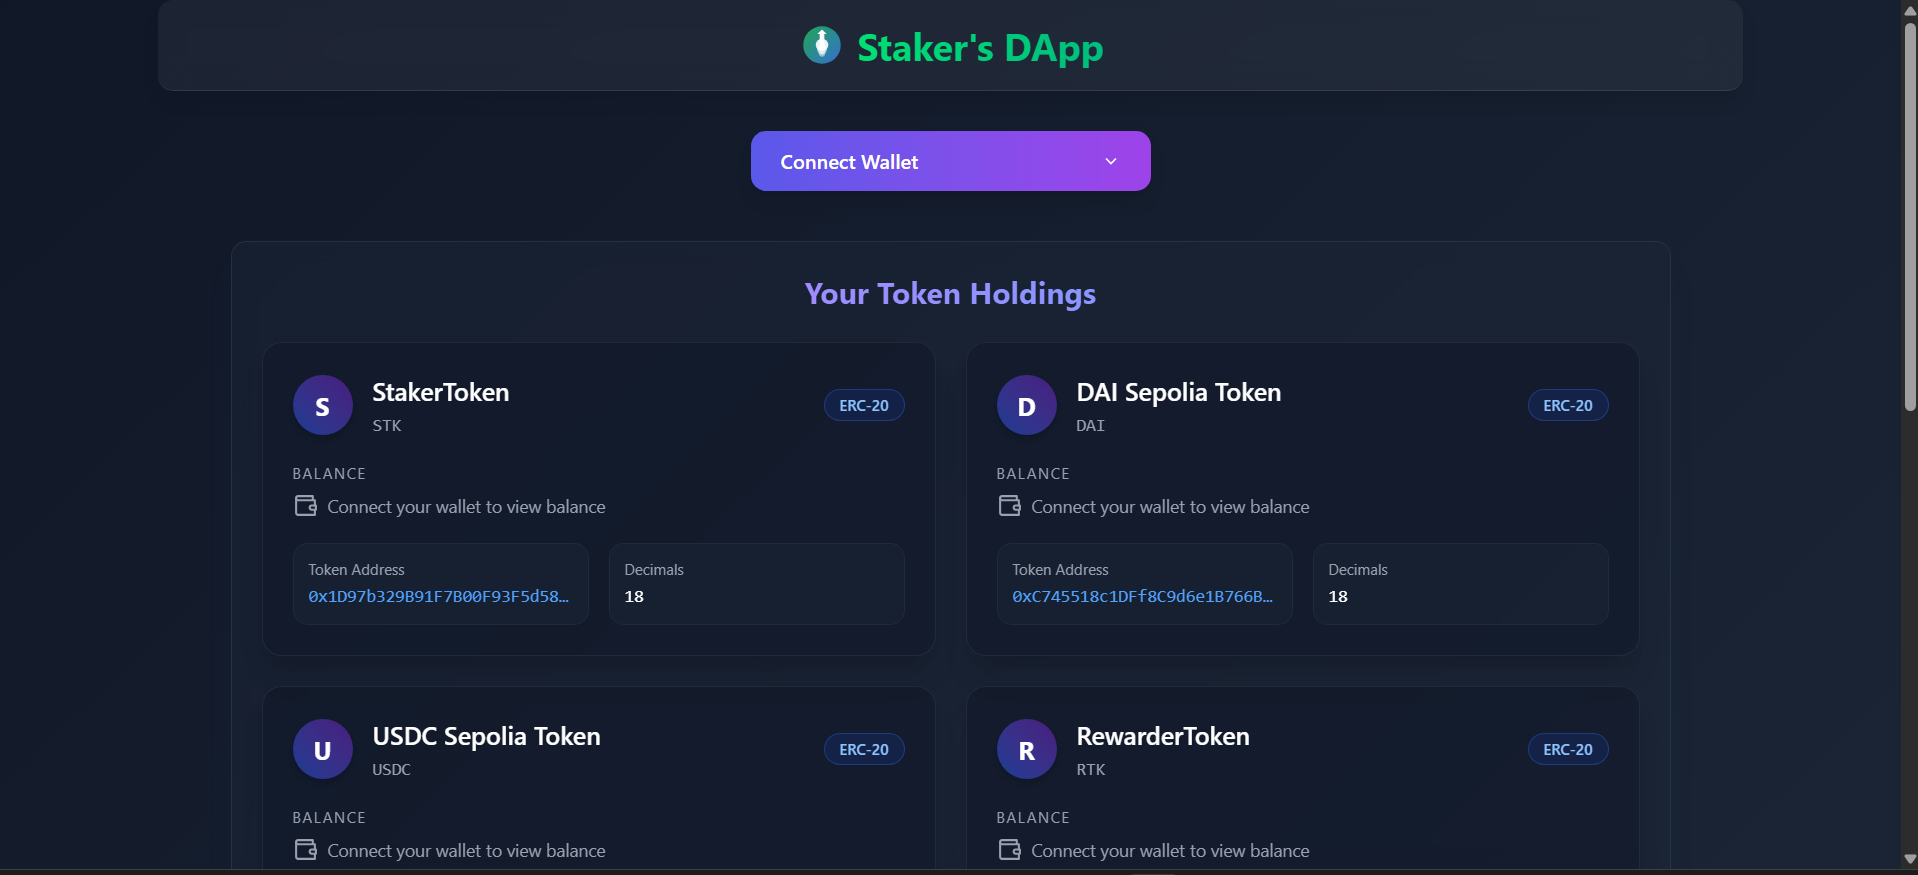 Staker's DApp
Connect Wallet
Your Token Holdings
S
StakerToken
STK
ERC-20
BALANCE
Connect your wallet to view balance
Token Address
0x1D97b329B91F7B00F93F5d58...
Decimals
18
D
DAI Sepolia Token
DAI
ERC-20
BALANCE
Connect your wallet to view balance
Token Address
0xC745518c1DFf8C9d6e1B766B...
Decimals
18
U
USDC Sepolia Token
USDC
ERC-20
BALANCE
Connect your wallet to view balance
R
RewarderToken
RTK
ERC-20
BALANCE
Connect your wallet to view balance